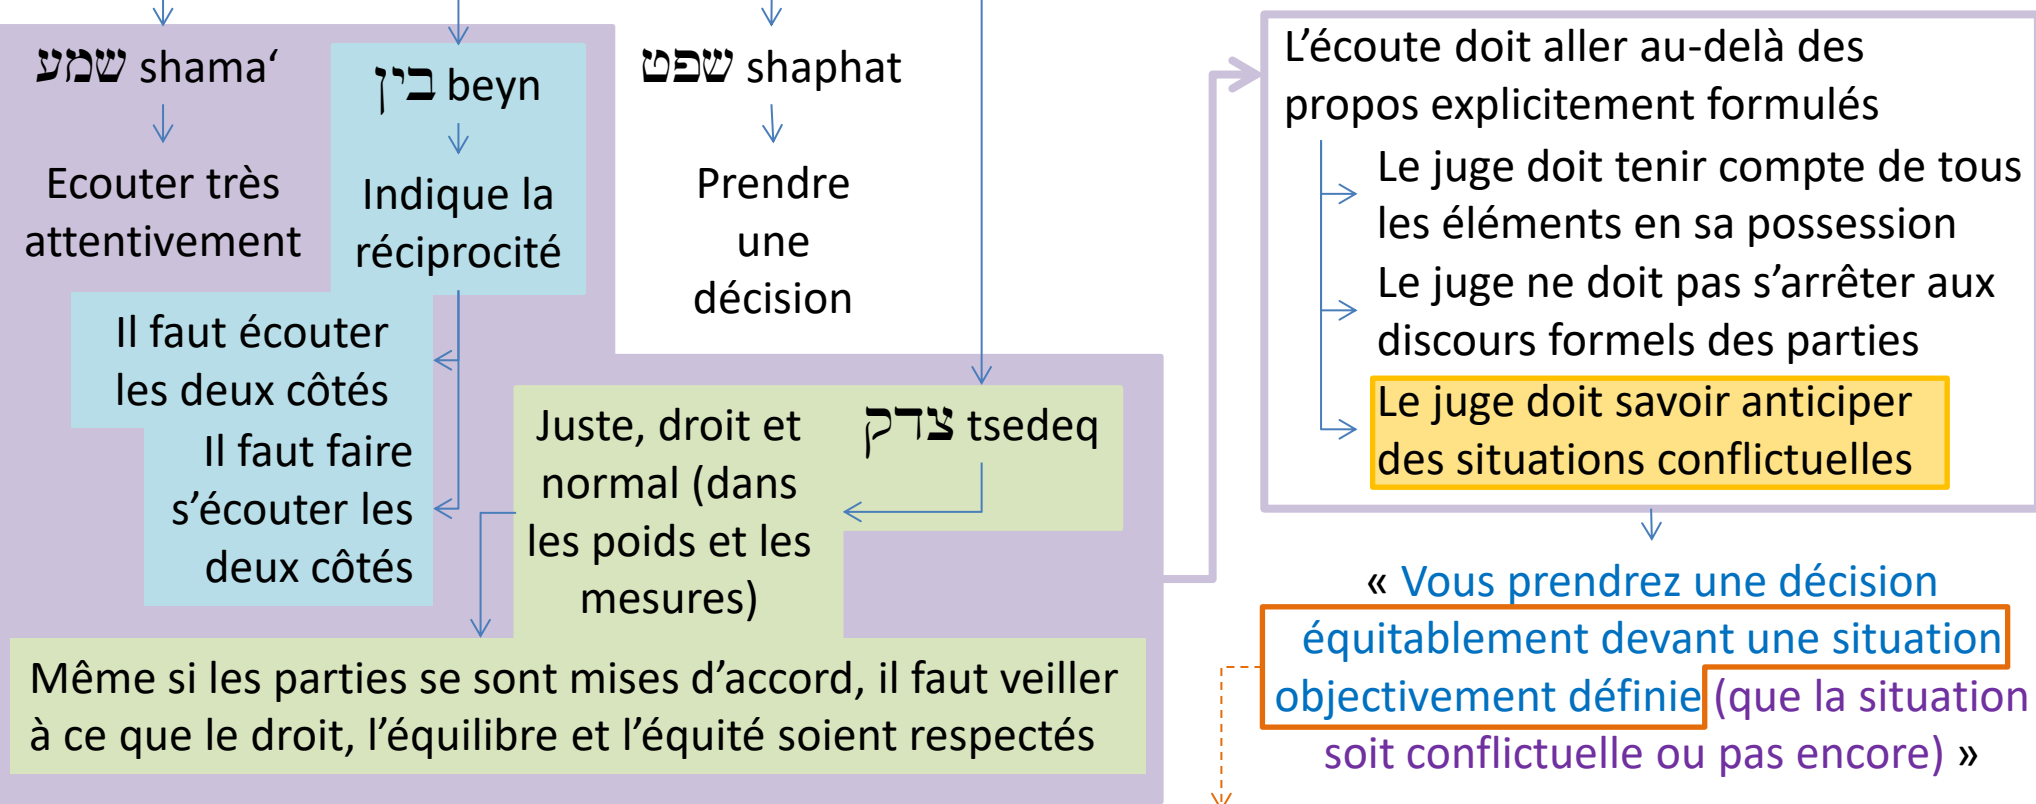 שמע shama‘
Ecouter très
attentivement
בין beyn
Indique la
réciprocité
Il faut écouter
les deux côtés
Il faut faire
s’écouter les
deux côtés
שפט shaphat
Prendre
une
décision
צדק tsedeq
Juste, droit et
normal (dans
les poids et les
mesures)
Même si les parties se sont mises d’accord, il faut veiller
à ce que le droit, l’équilibre et l’équité soient respectés
L’écoute doit aller au-delà des
propos explicitement formulés
Le juge doit tenir compte de tous
les éléments en sa possession
Le juge ne doit pas s’arrêter aux
discours formels des parties
Le juge doit savoir anticiper
des situations conflictuelles
« Vous prendrez une décision
équitablement devant une situation
objectivement définie (que la situation
soit conflictuelle ou pas encore) »